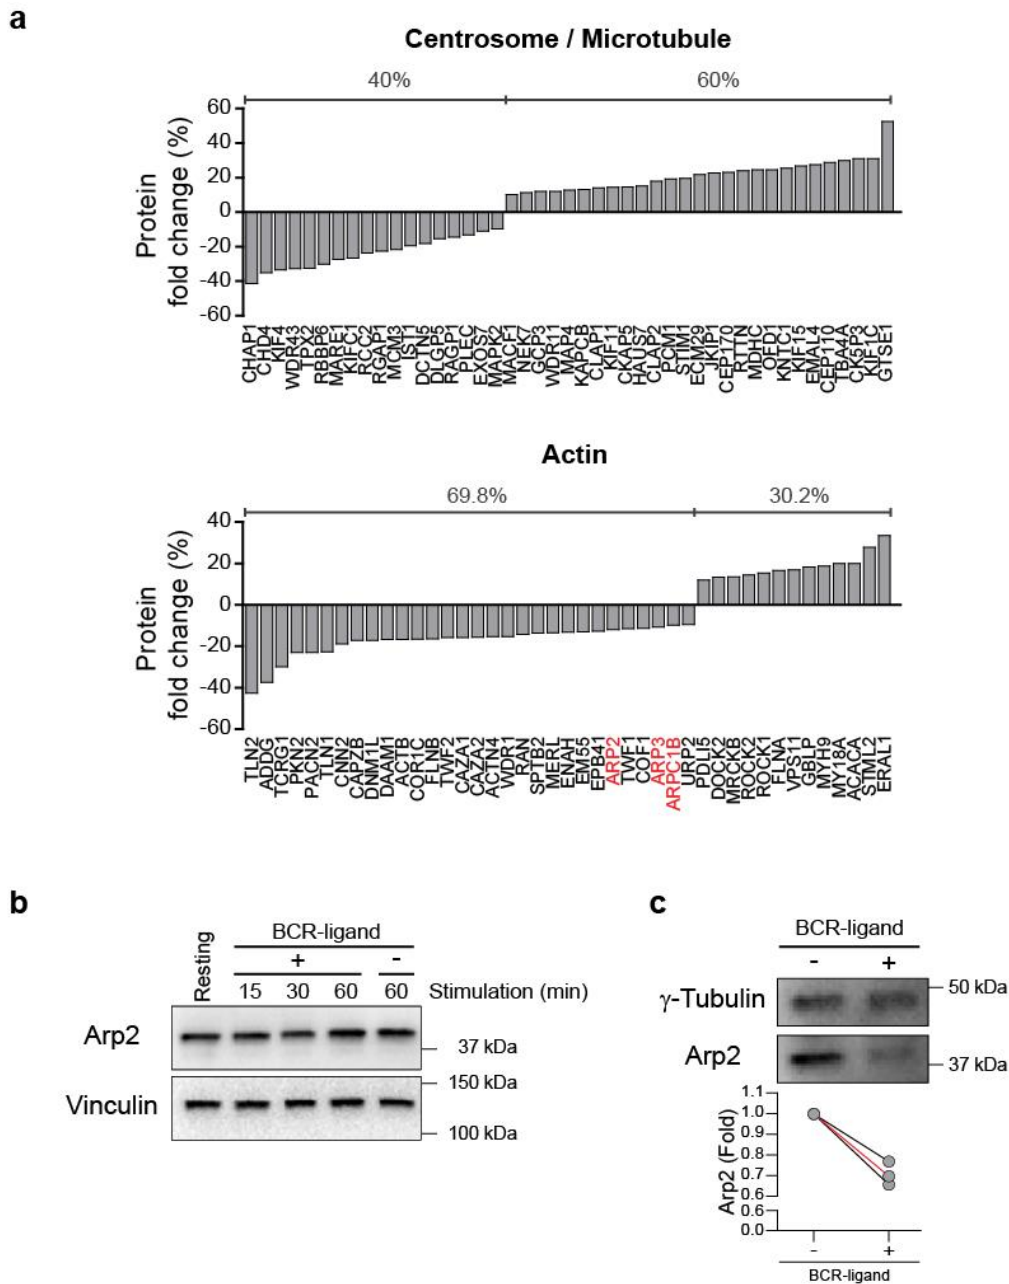 a
Centrosome / Microtubule
40%
60%
Protein
fold change (%)
60
40
20
0
-20
-40
-60
CHAP1
CHD4
KIF4
WDR43
TPX2
RBBP6
MARE1
KIFC1
RCC2
RGAP1
MCM3
IST1
DCTN5
DLGP5
RAGP1
PLEC
EXOS7
MAPK2
MACF1
NEK7
GCP3
WDR11
MAP4
KAPCB
CLAP1
KIF11
CKAP5
HAUS7
CLAP2
PCM1
STIM1
ECM29
JKIP1
CEP170
RTTN
MDHC
OFD1
KNTC1
KIF15
EMAL4
CEP110
TBA4A
CK5P3
KIF1C
GTSE1
Actin
69.8%
30.2%
Protein
fold change (%)
40
20
0
-20
-40
-60
TLN2
ADDG
TCRG1
PKN2
PACN2
TLN1
CNN2
CAPZB
DNM1L
DAAM1
ACTB
COR1C
FLNB
TWF2
CAZA1
CAZA2
ACTN4
WDR1
RAN
SPTB2
MERL
ENAH
EM55
EPB41
ARP2
TWF1
COF1
ARP3
ARPC1B
URP2
PDLI5
DOCK2
MRCKB
ROCK2
ROCK1
FLNA
VPS11
GBLP
MYH9
MY18A
ACACA
STML2
ERAL1
b
Resting
BCR-ligand
+ -
15 30 60 60 Stimulation (min)
Arp2
37 kDa
Vinculin
150 kDa
100 kDa
c
BCR-ligand
- +
γ-Tubulin
50 kDa
Arp2
37 kDa
Arp2 (Fold)
1.1
1.0
0.9
0.8
0.7
0.6
0.6
0.0
- +
BCR-ligand